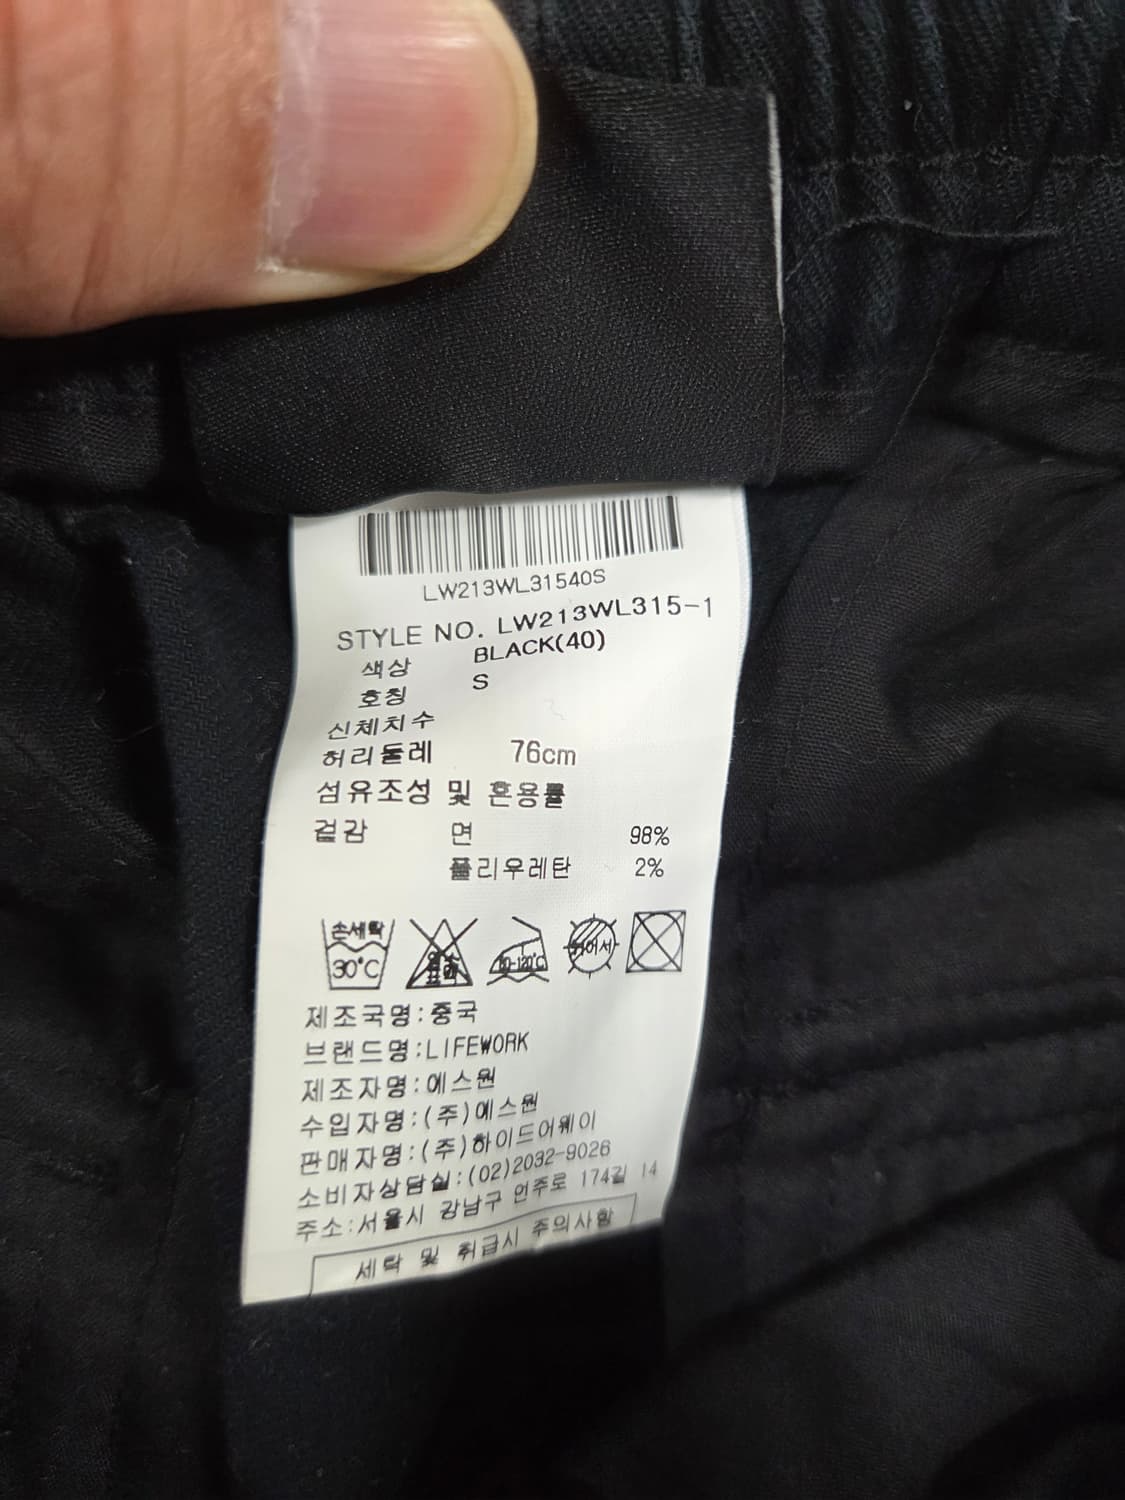 LW213WL31540S
STYLE NO. LW213WL315-1
색상 BLACK(40)
호칭 S
신체치수
허리둘레 76cm
섬유조성 및 혼용률
겉감 면 98%
폴리우레탄 2%
손세탁
30°C
제조국명:중국
브랜드명:LIFEWORK
제조자명:에스원
수입자명:(주)에스원
판매자명:(주)하이드어웨이
소비자상담실:(02)2032-9026
주소:서울시 강남구 언주로 174길 14
세탁 및 취급시 주의사항